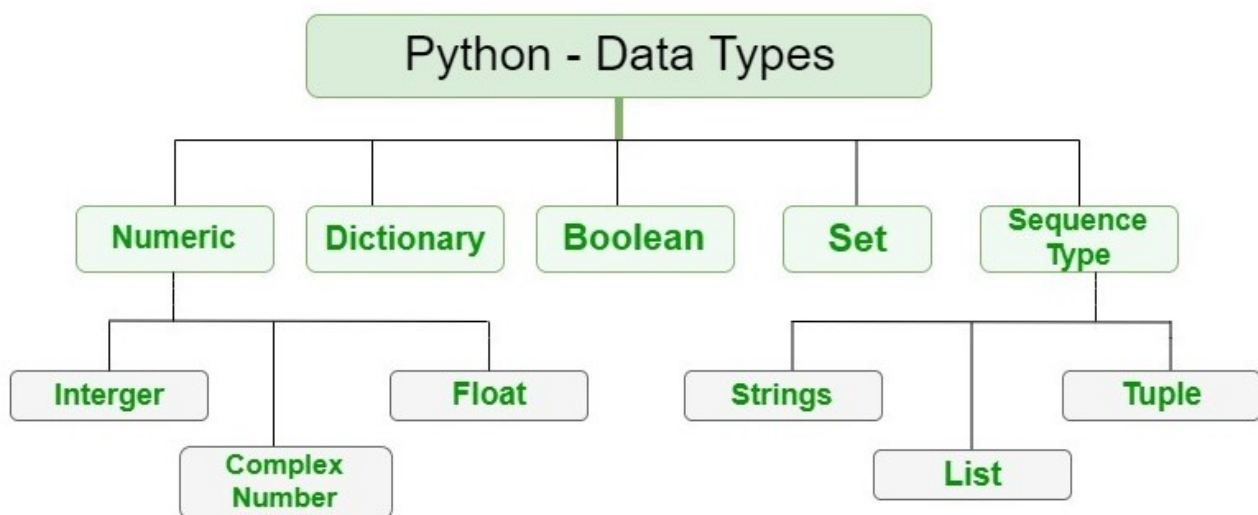 Python - Data Types
Numeric
Dictionary
Boolean
Set
Sequence
Type
Interger
Complex
Number
Float
Strings
List
Tuple